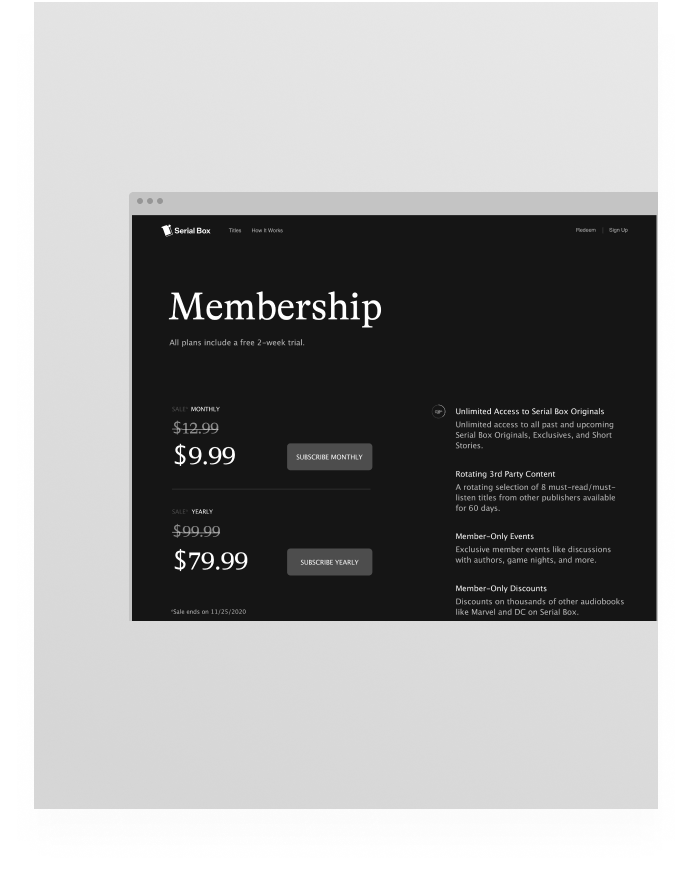 Serial Box Titles How It Works Redeem Sign Up
Membership
All plans include a free 2-week trial.
SALE* MONTHLY
$12.99
$9.99
SUBSCRIBE MONTHLY
SALE* YEARLY
$99.99
$79.99
SUBSCRIBE YEARLY
*Sale ends on 11/25/2020
Unlimited Access to Serial Box Originals
Unlimited access to all past and upcoming
Serial Box Originals, Exclusives, and Short
Stories.
Rotating 3rd Party Content
A rotating selection of 8 must-read/must-
listen titles from other publishers available
for 60 days.
Member-Only Events
Exclusive member events like discussions
with authors, game nights, and more.
Member-Only Discounts
Discounts on thousands of other audiobooks
like Marvel and DC on Serial Box.